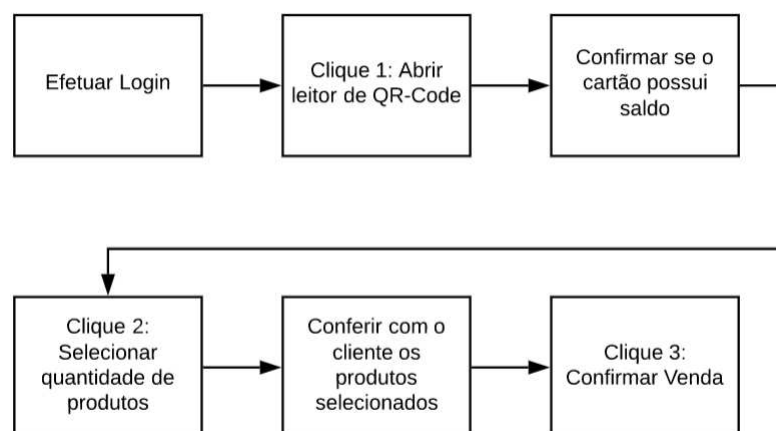 Efetuar Login
Clique 1: Abrir
leitor de QR-Code
Confirmar se o
cartão possui
saldo
Clique 2:
Selecionar
quantidade de
produtos
Conferir com o
cliente os
produtos
selecionados
Clique 3:
Confirmar Venda